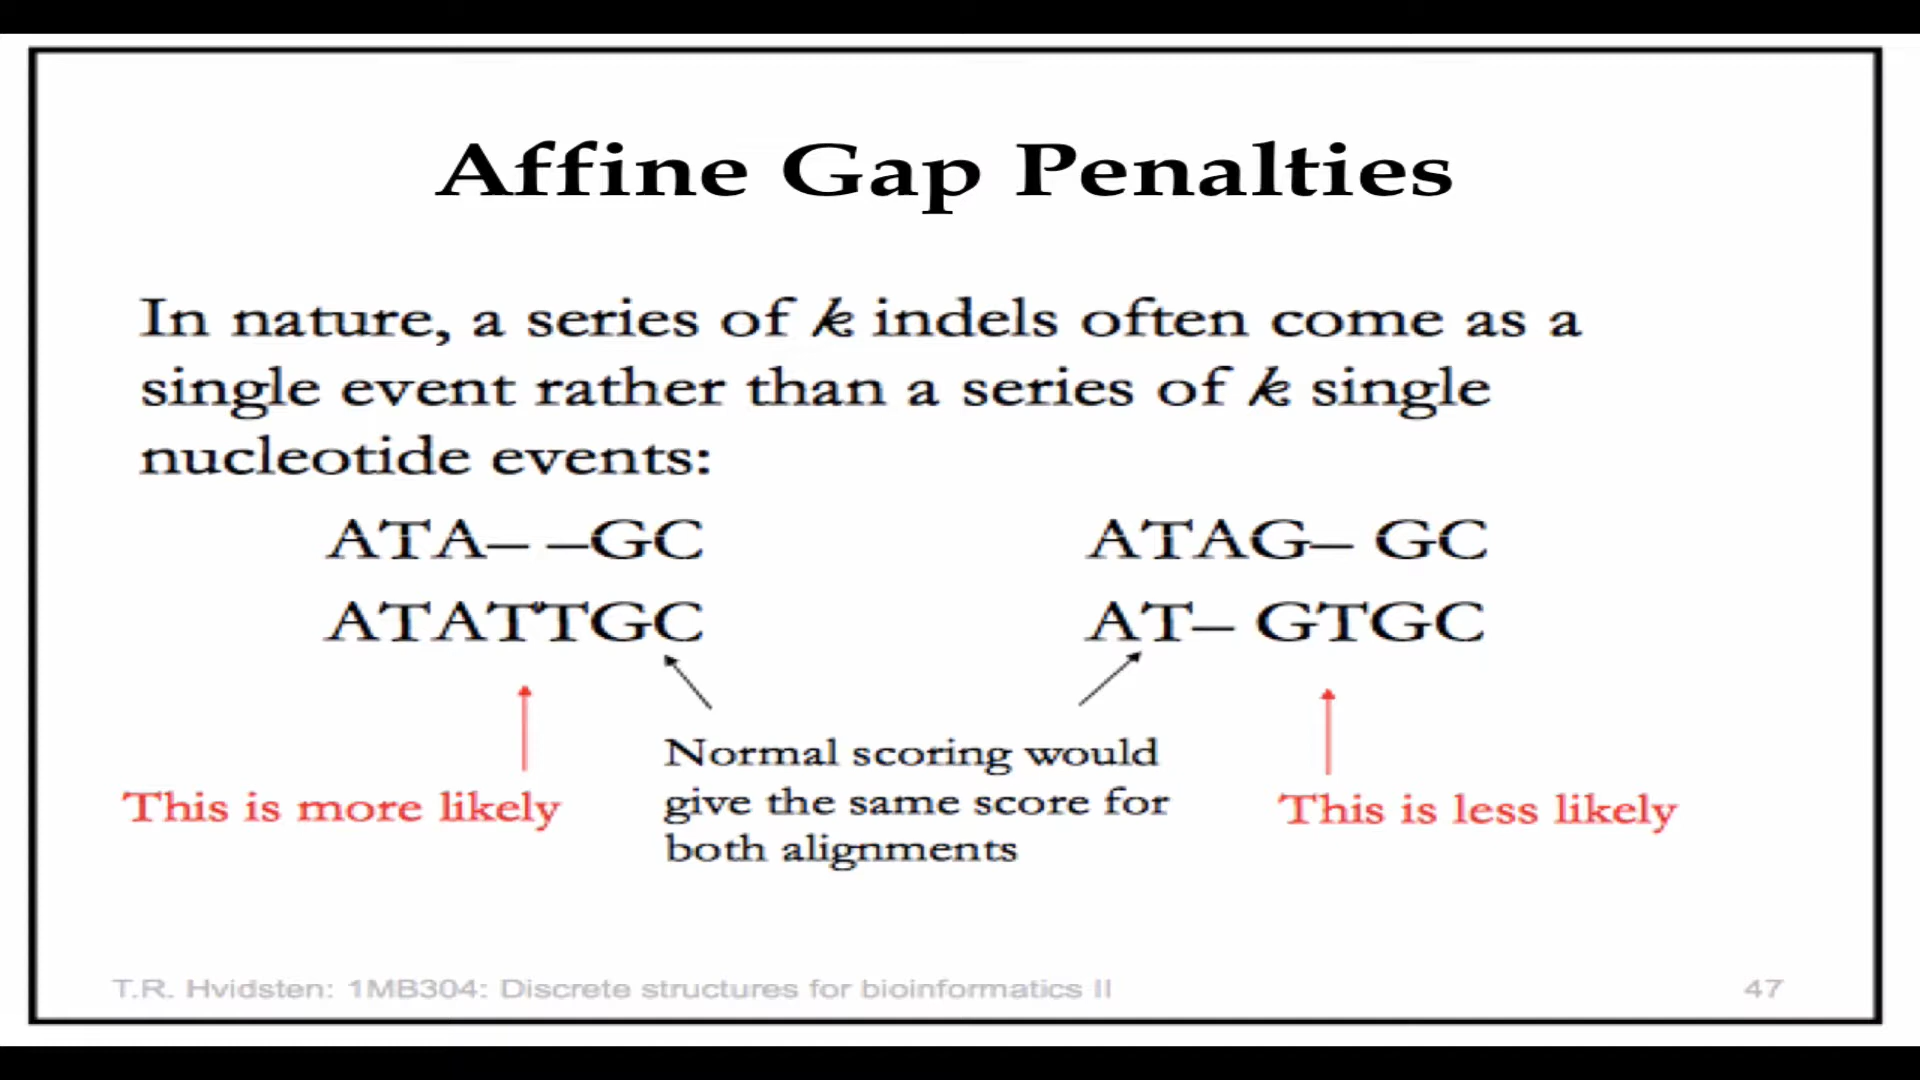 Affine Gap Penalties
In nature, a series of k indels often come as a
single event rather than a series of k single
nucleotide events:
ATA– –GC
ATATTGC
ATAG– GC
AT– GTGC
This is more likely
Normal scoring would
give the same score for
both alignments
This is less likely
T.R. Hvidsten: 1MB304: Discrete structures for bioinformatics II
47